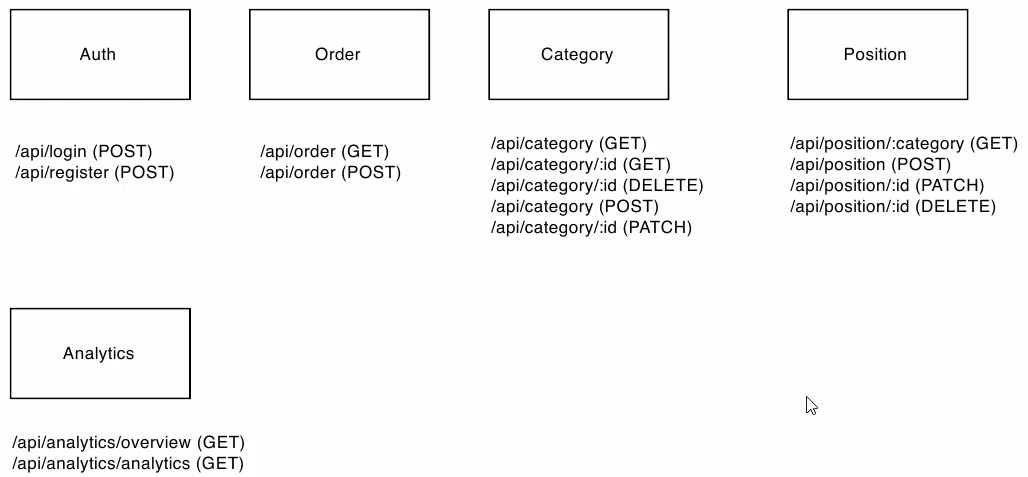 Auth
/api/login (POST)
/api/register (POST)
Order
/api/order (GET)
/api/order (POST)
Category
/api/category (GET)
/api/category/:id (GET)
/api/category/:id (DELETE)
/api/category (POST)
/api/category/:id (PATCH)
Position
/api/position/:category (GET)
/api/position (POST)
/api/position/:id (PATCH)
/api/position/:id (DELETE)
Analytics
/api/analytics/overview (GET)
/api/analytics/analytics (GET)